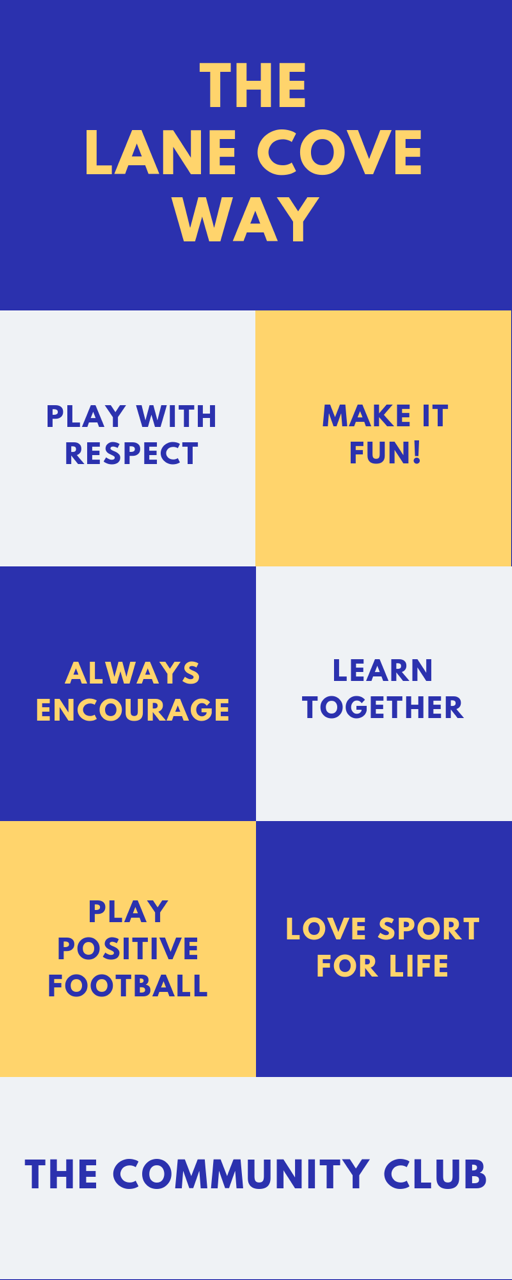 THE
LANE COVE
WAY
PLAY WITH
RESPECT
MAKE IT
FUN!
ALWAYS
ENCOURAGE
LEARN
TOGETHER
PLAY
POSITIVE
FOOTBALL
LOVE SPORT
FOR LIFE
THE COMMUNITY CLUB